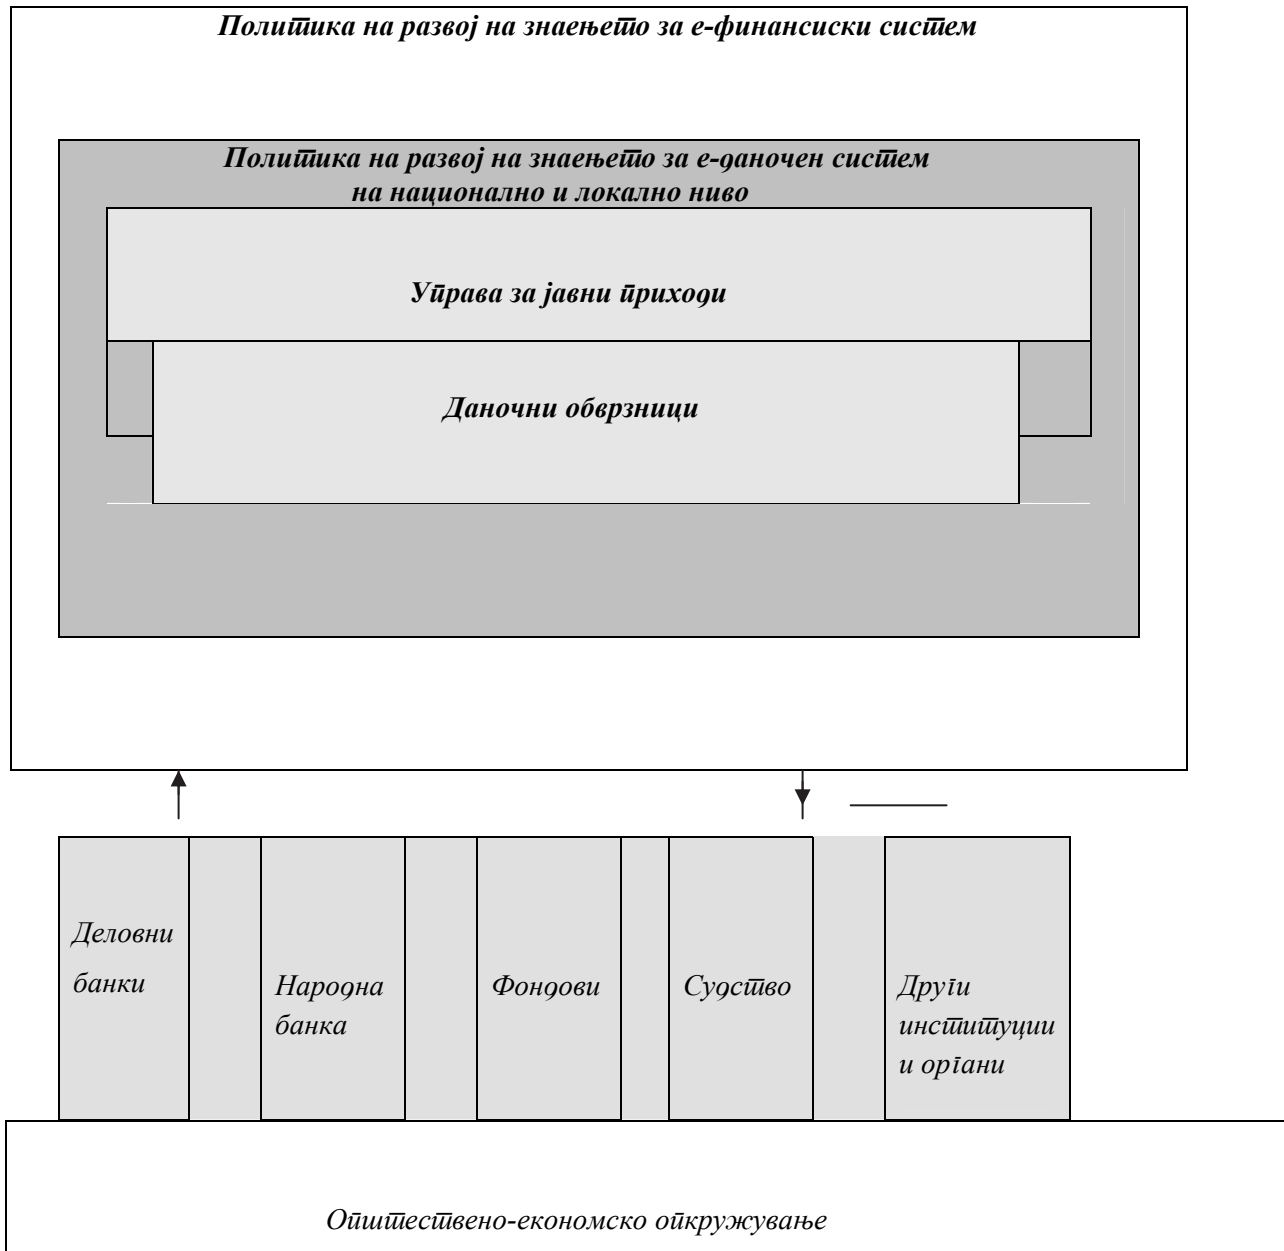 Политика на развој на знаењето за е-финансиски систем
Политика на развој на знаењето за е-даночен систем
на национално и локално ниво
Управа за јавни приходи
Даночни обврзници
Деловни
банки
Народна
банка
Фондови
Судство
Други
институции
и органи
Општествено-економско опкружување